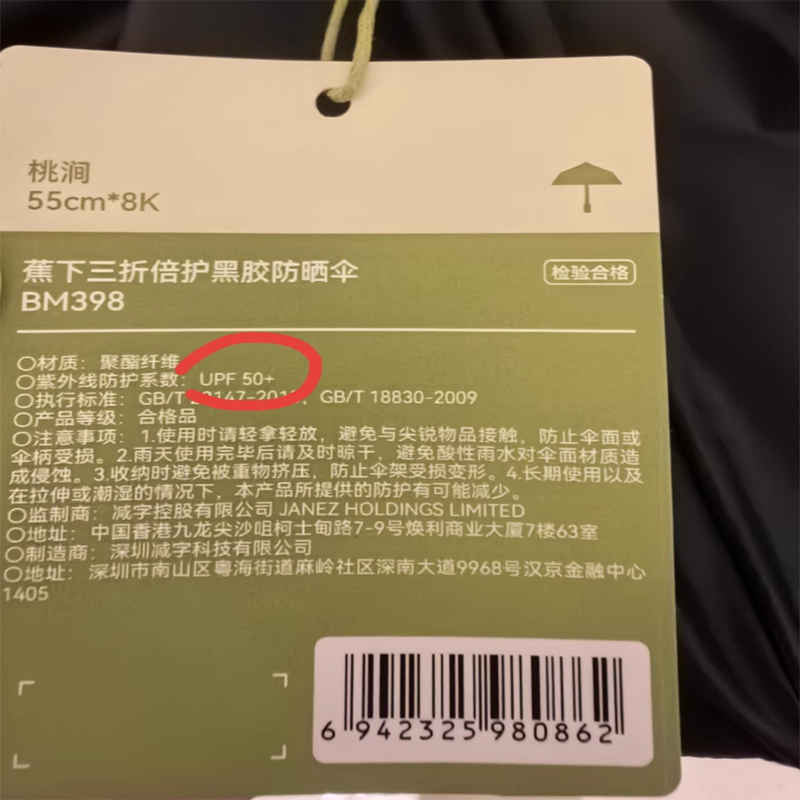 桃涧
55cm*8K
蕉下三折倍护黑胶防晒伞
检验合格
BM398
○材质：聚酯纤维
○紫外线防护系数：UPF 50+
○执行标准：GB/T 23147-2018，GB/T 18830-2009
○产品等级：合格品
○注意事项：1.使用时请轻拿轻放，避免与尖锐物品接触，防止伞面或
伞柄受损。2.雨天使用完毕后请及时晾干，避免酸性雨水对伞面材质造
成侵蚀。3.收纳时避免被重物挤压，防止伞架受损变形。4.长期使用以及
在拉伸或潮湿的情况下，本产品所提供的防护有可能减少。
○监制商：减字控股有限公司 JANEZ HOLDINGS LIMITED
○地址：中国香港九龙尖沙咀柯士甸路7-9号焕利商业大厦7楼63室
○制造商：深圳减字科技有限公司
○地址：深圳市南山区粤海街道麻岭社区深南大道9968号汉京金融中心
1405
6 942325 980862